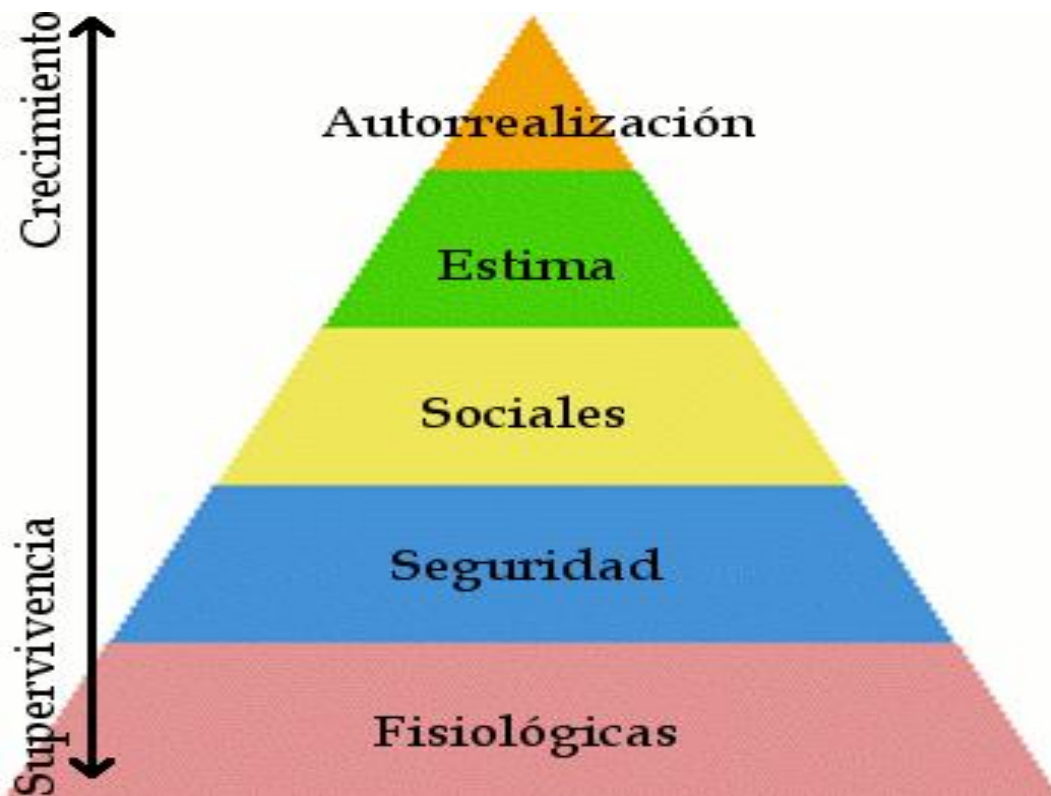 Crecimiento
Supervivencia
Autorrealización
Estima
Sociales
Seguridad
Fisiológicas